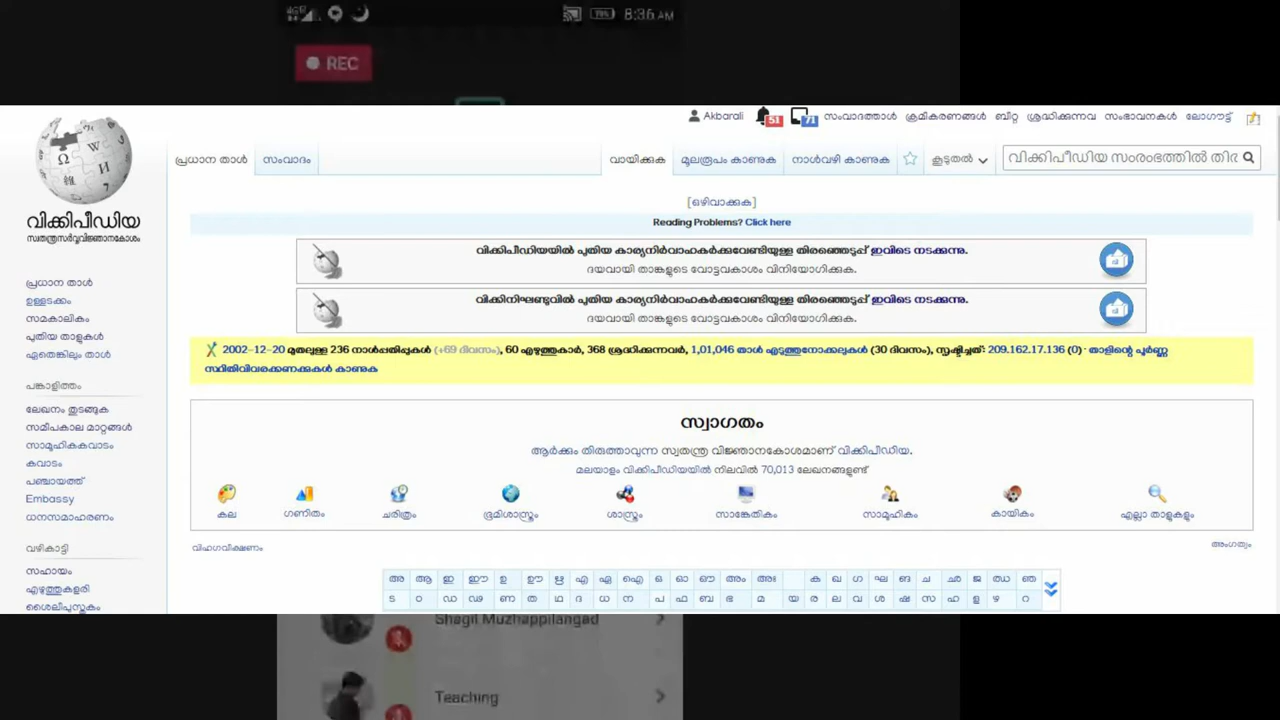 4G 8:36 AM
REC
Akbarali 51 71 സംവാദത്താൾ ക്രമീകരണങ്ങൾ ബീറ്റ ശ്രദ്ധിക്കുന്നവ സംഭാവനകൾ ലോഗൗട്ട്
പ്രധാന താൾ സംവാദം വായിക്കുക മൂലരൂപം കാണുക നാൾവഴി കാണുക കൂടുതൽ വിക്കിപീഡിയ സംരംഭത്തിൽ തിര
വിക്കിപീഡിയ
സ്വതന്ത്രസർവ്വവിജ്ഞാനകോശം
[ഒഴിവാക്കുക]
Reading Problems? Click here
വിക്കിപീഡിയയിൽ പുതിയ കാര്യനിർവാഹകർക്കുവേണ്ടിയുള്ള തിരഞ്ഞെടുപ്പ് ഇവിടെ നടക്കുന്നു.
ദയവായി താങ്കളുടെ വോട്ടവകാശം വിനിയോഗിക്കുക.
വിക്കിനിഘണ്ടുവിൽ പുതിയ കാര്യനിർവാഹകർക്കുവേണ്ടിയുള്ള തിരഞ്ഞെടുപ്പ് ഇവിടെ നടക്കുന്നു.
ദയവായി താങ്കളുടെ വോട്ടവകാശം വിനിയോഗിക്കുക.
2002-12-20 മുതലുള്ള 236 നാൾപ്പതിപ്പുകൾ (+69 ദിവസം), 60 എഴുത്തുകാർ, 368 ശ്രദ്ധിക്കുന്നവർ, 1,01,046 താൾ എടുത്തുനോക്കലുകൾ (30 ദിവസം), സൃഷ്ടിച്ചത്: 209.162.17.136 (0) · താളിന്റെ പൂർണ്ണ
സ്ഥിതിവിവരക്കണക്കുകൾ കാണുക
പ്രധാന താൾ
ഉള്ളടക്കം
സമകാലികം
പുതിയ താളുകൾ
ഏതെങ്കിലും താൾ
പങ്കാളിത്തം
ലേഖനം തുടങ്ങുക
സമീപകാല മാറ്റങ്ങൾ
സാമൂഹികകവാടം
കവാടം
പഞ്ചായത്ത്
Embassy
ധനസമാഹരണം
വഴികാട്ടി
സഹായം
എഴുത്തുകളരി
ശൈലീപുസ്തകം
സ്വാഗതം
ആർക്കും തിരുത്താവുന്ന സ്വതന്ത്ര വിജ്ഞാനകോശമാണ് വിക്കിപീഡിയ.
മലയാളം വിക്കിപീഡിയയിൽ നിലവിൽ 70,013 ലേഖനങ്ങളുണ്ട്
കല ഗണിതം ചരിത്രം ഭൂമിശാസ്ത്രം ശാസ്ത്രം സാങ്കേതികം സാമൂഹികം കായികം എല്ലാ താളുകളും
വിഹഗവീക്ഷണം അംഗത്വം
അ ആ ഇ ഈ ഉ ഊ ഋ എ ഏ ഐ ഒ ഓ ഔ അം അഃ ക ഖ ഗ ഘ ങ ച ഛ ജ ഝ ഞ
ട ഠ ഡ ഢ ണ ത ഥ ദ ധ ന പ ഫ ബ ഭ മ യ ര ല വ ശ ഷ സ ഹ ള ഴ റ
Shagil Muzhappilangad
Teaching